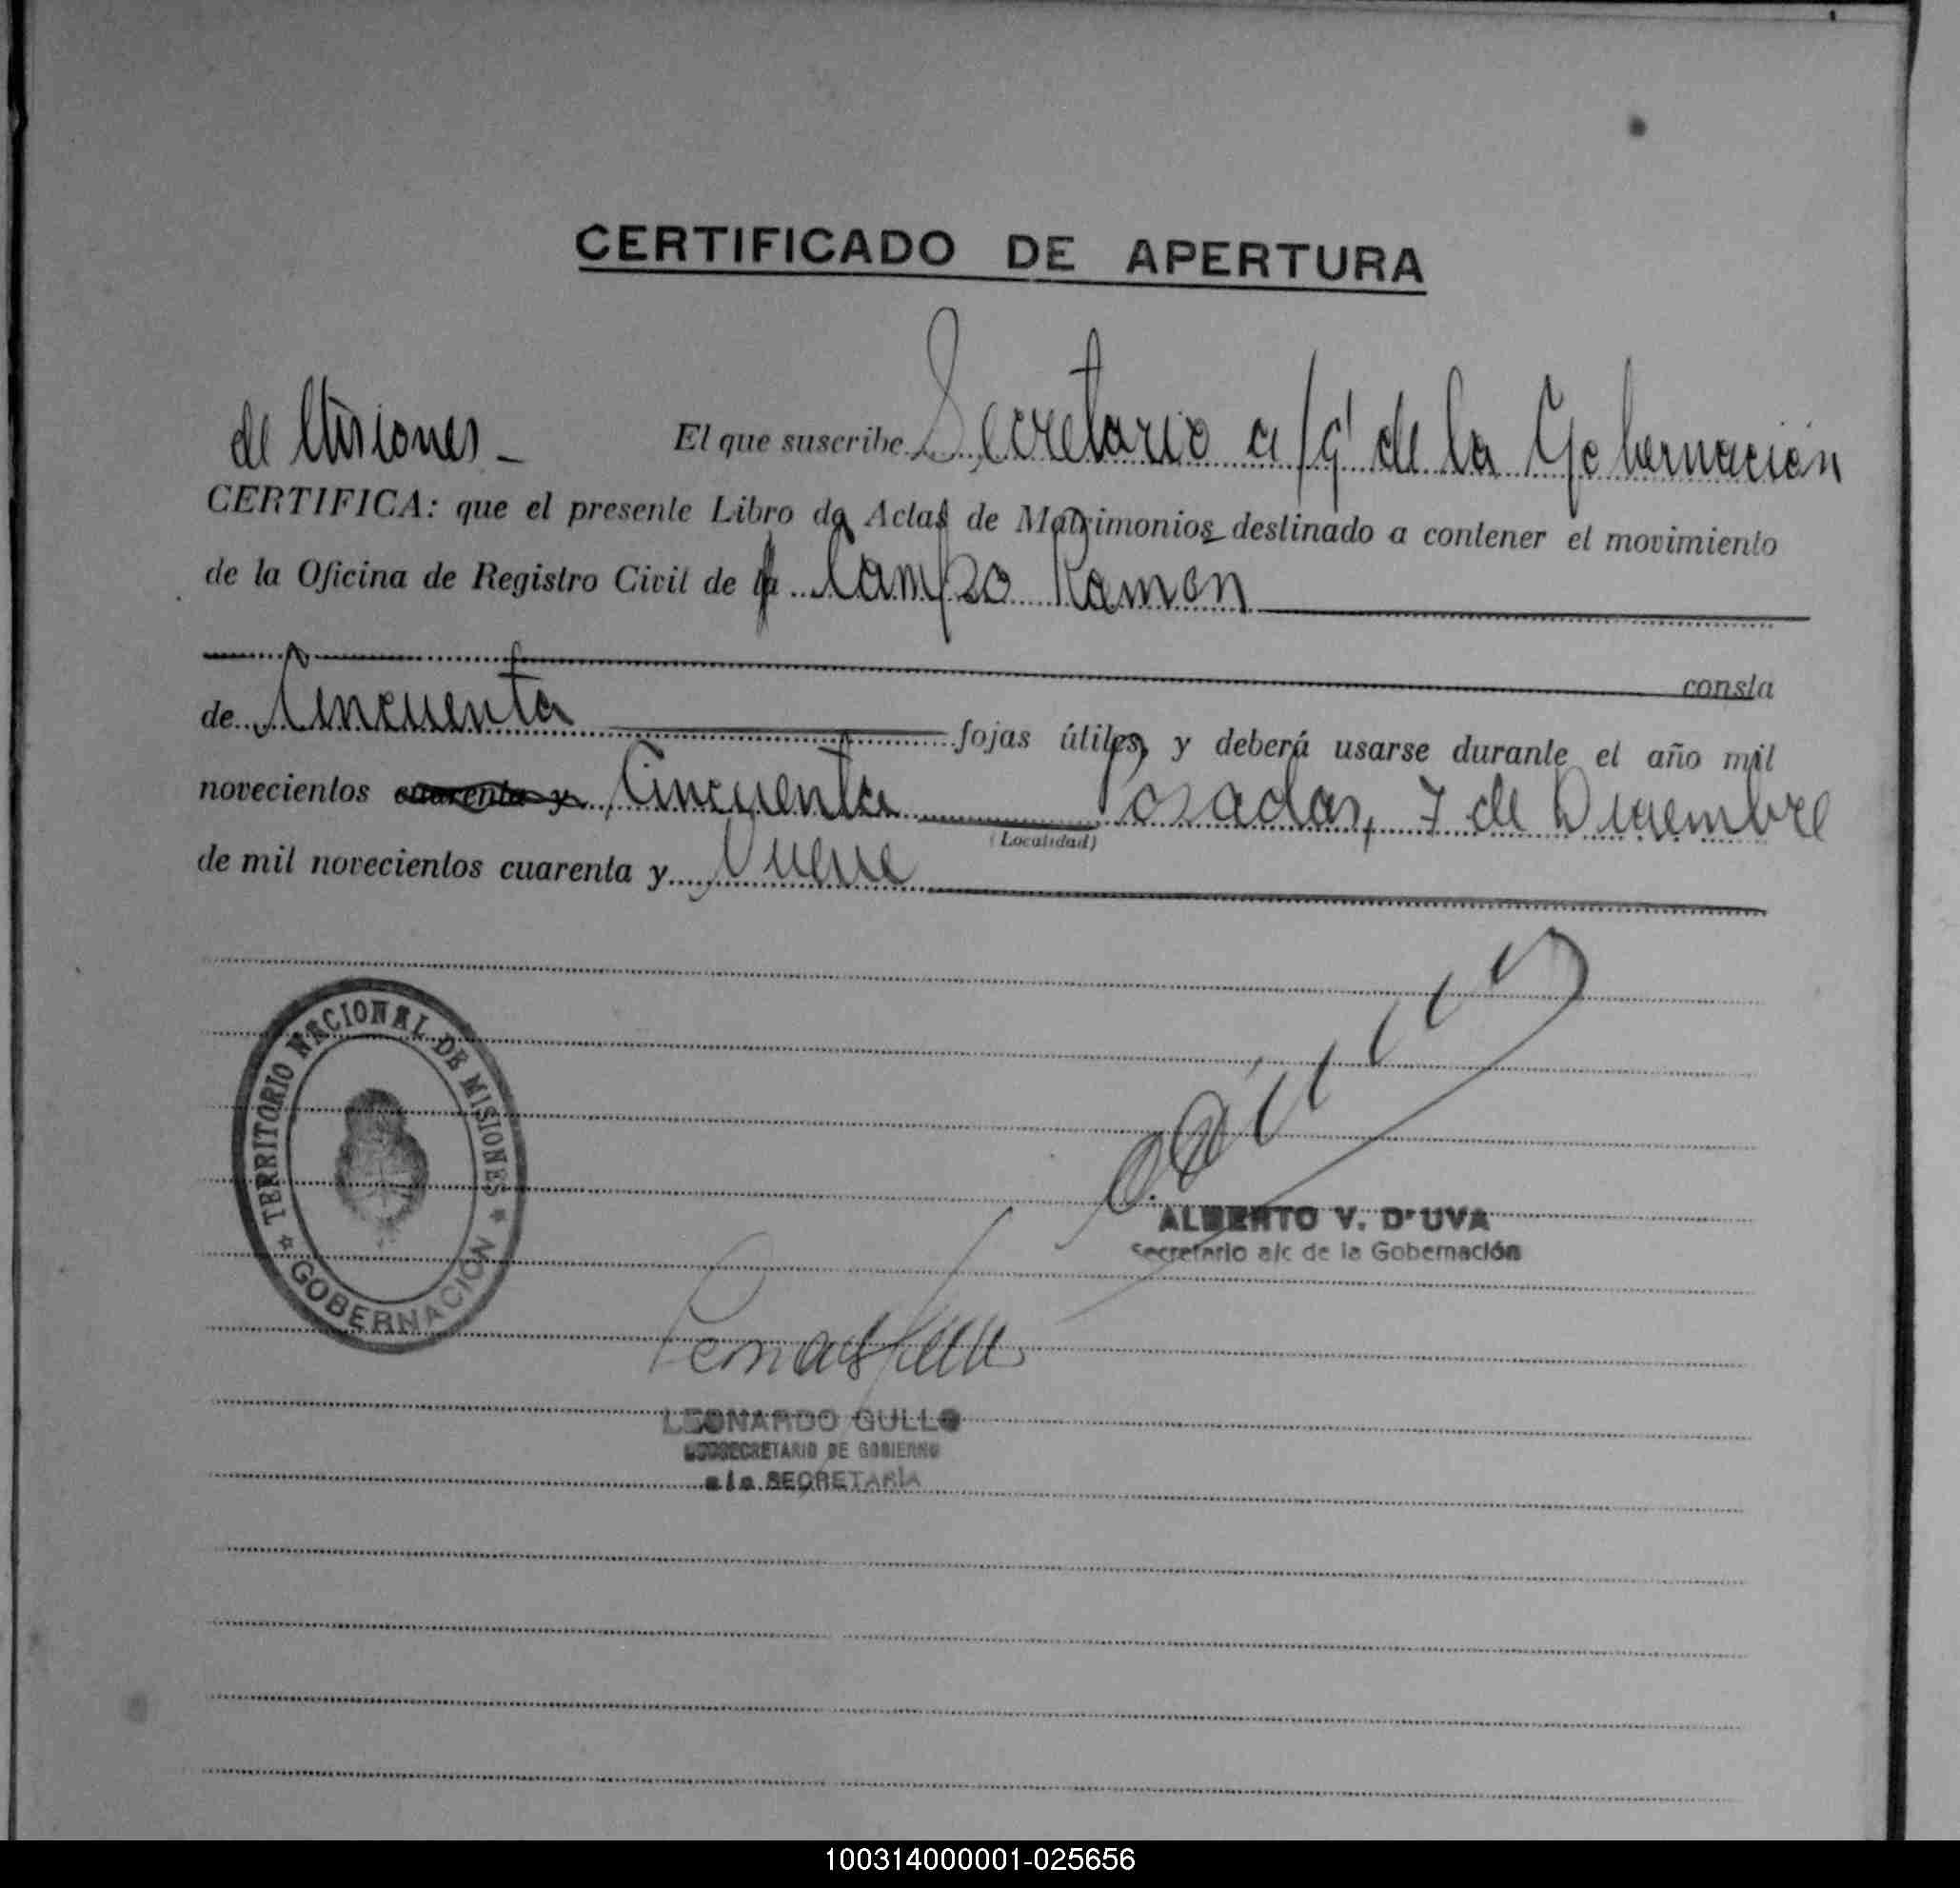 CERTIFICADO DE APERTURA
El que suscribe Secretario a/c de la Gobernación
de Misiones -
CERTIFICA: que el presente Libro de Actas de Matrimonios destinado a contener el movimiento
de la Oficina de Registro Civil de Campo Ramon
consta
de Cincuenta fojas útiles, y deberá usarse durante el año mil
novecientos cuarenta y Cincuenta Posadas, 7 de Diciembre
(Localidad)
de mil novecientos cuarenta y Nueve
TERRITORIO NACIONAL DE MISIONES
GOBERNACION
ALBERTO V. D'UVA
Secretario a/c de la Gobernación
LEONARDO GULLO
SUBSECRETARIO DE GOBIERNO
a/c SECRETARÍA
100314000001-025656